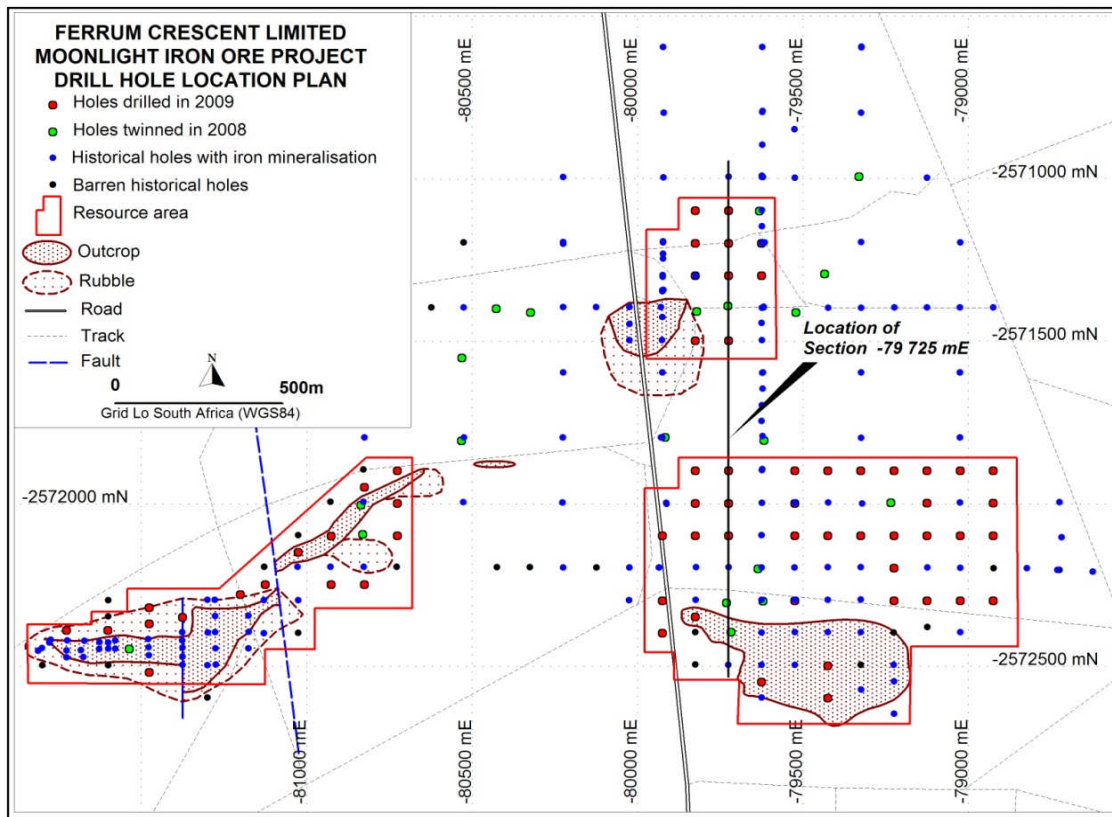 FERRUM CRESCENT LIMITED
MOONLIGHT IRON ORE PROJECT
DRILL HOLE LOCATION PLAN
Holes drilled in 2009
Holes twinned in 2008
Historical holes with iron mineralisation
Barren historical holes
Resource area
Outcrop
Rubble
Road
Track
Fault
N
0 500m
Grid Lo South Africa (WGS84)
-80500 mE
-80000 mE
-79500 mE
-79000 mE
-2571000 mN
-2571500 mN
Location of
Section -79 725 mE
-2572000 mN
-2572500 mN
-81000 mE
-80500 mE
-80000 mE
-79500 mE
-79000 mE